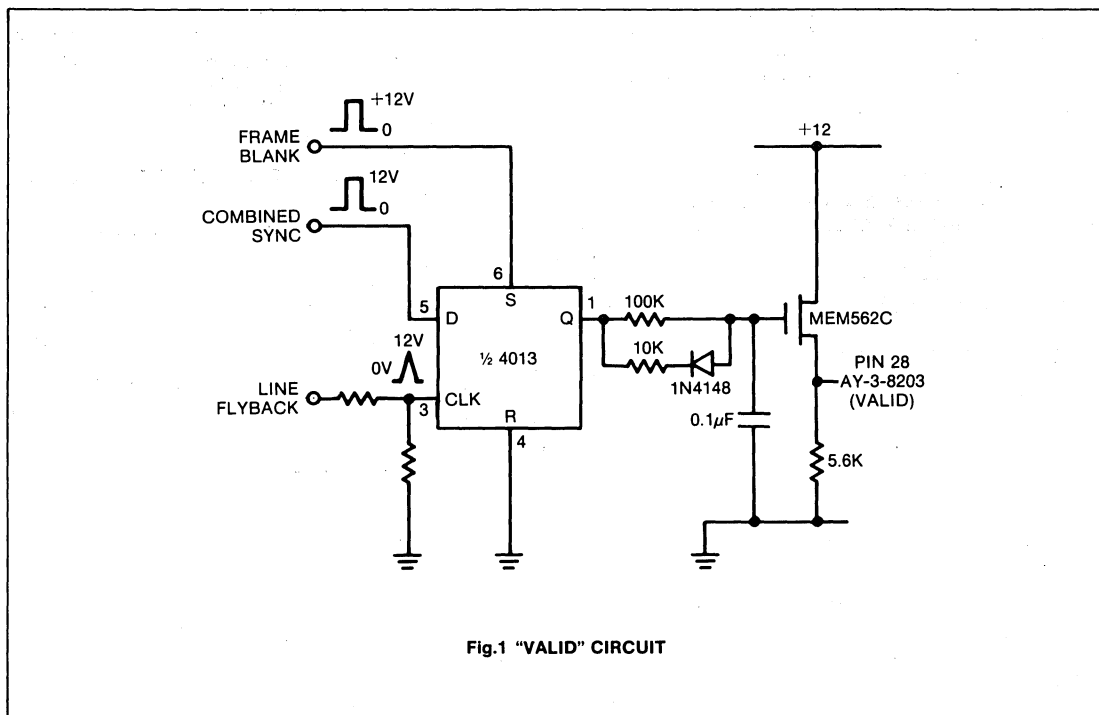 +12V
0
FRAME
BLANK
12V
0
COMBINED
SYNC
+12
6
S
5
D
Q
1
100K
10K
1N4148
MEM562C
½ 4013
12V
0V
LINE
FLYBACK
3
CLK
R
4
0.1µF
PIN 28
AY-3-8203
(VALID)
5.6K
Fig.1 “VALID” CIRCUIT